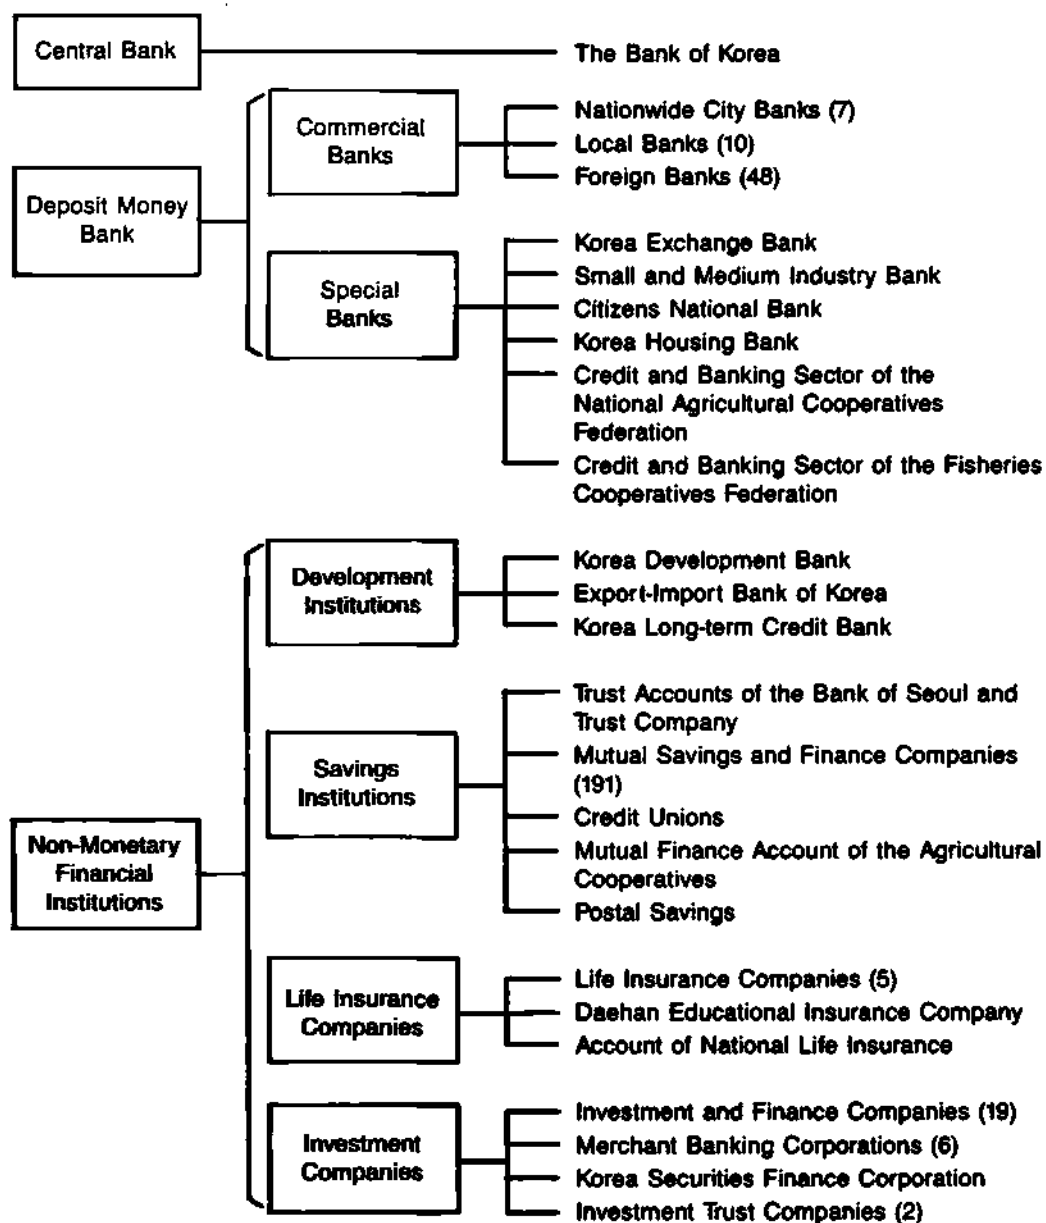 Central Bank
The Bank of Korea
Deposit Money
Bank
Commercial
Banks
Nationwide City Banks (7)
Local Banks (10)
Foreign Banks (48)
Special
Banks
Korea Exchange Bank
Small and Medium Industry Bank
Citizens National Bank
Korea Housing Bank
Credit and Banking Sector of the
National Agricultural Cooperatives
Federation
Credit and Banking Sector of the Fisheries
Cooperatives Federation
Non-Monetary
Financial
Institutions
Development
Institutions
Korea Development Bank
Export-Import Bank of Korea
Korea Long-term Credit Bank
Savings
Institutions
Trust Accounts of the Bank of Seoul and
Trust Company
Mutual Savings and Finance Companies
(191)
Credit Unions
Mutual Finance Account of the Agricultural
Cooperatives
Postal Savings
Life Insurance
Companies
Life Insurance Companies (5)
Daehan Educational Insurance Company
Account of National Life Insurance
Investment
Companies
Investment and Finance Companies (19)
Merchant Banking Corporations (6)
Korea Securities Finance Corporation
Investment Trust Companies (2)